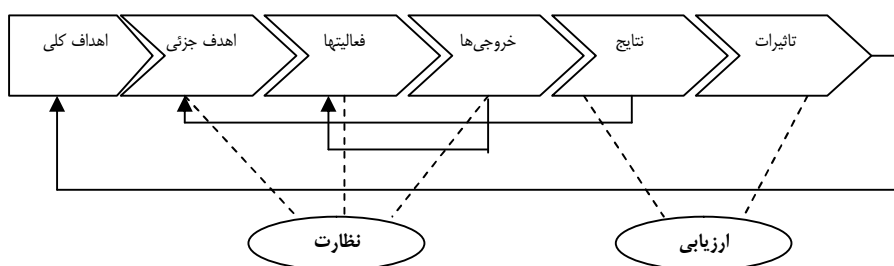 اهداف کلی
اهدف جزئی
فعالیتها
خروجی‌ها
نتایج
تاثیرات
نظارت
ارزیابی